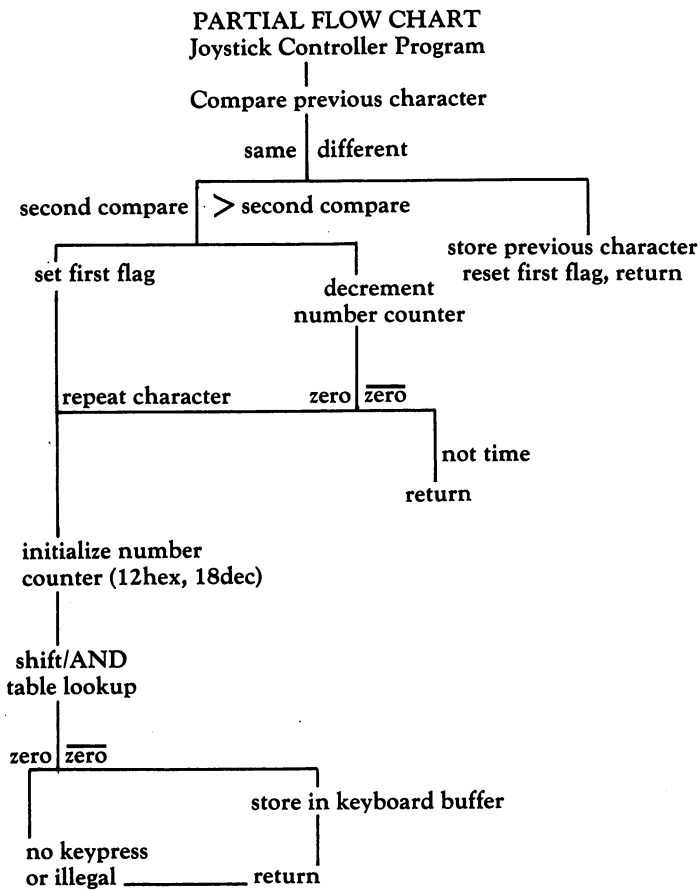 PARTIAL FLOW CHART
Joystick Controller Program
Compare previous character
same different
second compare > second compare
store previous character
reset first flag, return
set first flag
decrement
number counter
repeat character zero zero
not time
return
initialize number
counter (12hex, 18dec)
shift/AND
table lookup
zero zero
store in keyboard buffer
no keypress
or illegal return